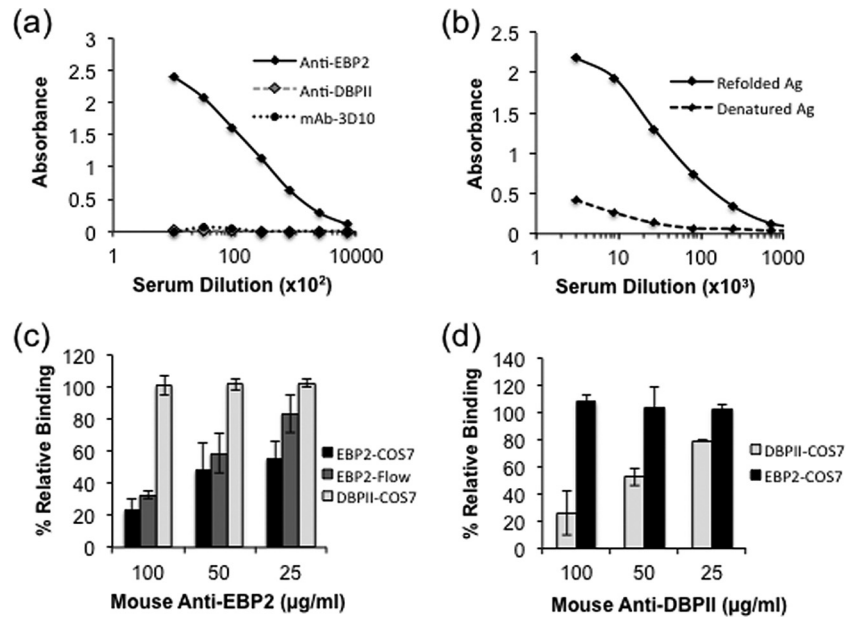 (a)
3
2.5
2
1.5
1
0.5
0
Absorbance
Anti-EBP2
Anti-DBPII
mAb-3D10
1
100
10000
Serum Dilution (x10²)
(b)
2.5
2
1.5
1
0.5
0
Absorbance
Refolded Ag
Denatured Ag
1
10
100
1000
Serum Dilution (x10³)
(c)
120
100
80
60
40
20
0
% Relative Binding
EBP2-COS7
EBP2-Flow
DBPII-COS7
100
50
25
Mouse Anti-EBP2 (µg/ml)
(d)
140
120
100
80
60
40
20
0
% Relative Binding
DBPII-COS7
EBP2-COS7
100
50
25
Mouse Anti-DBPII (µg/ml)